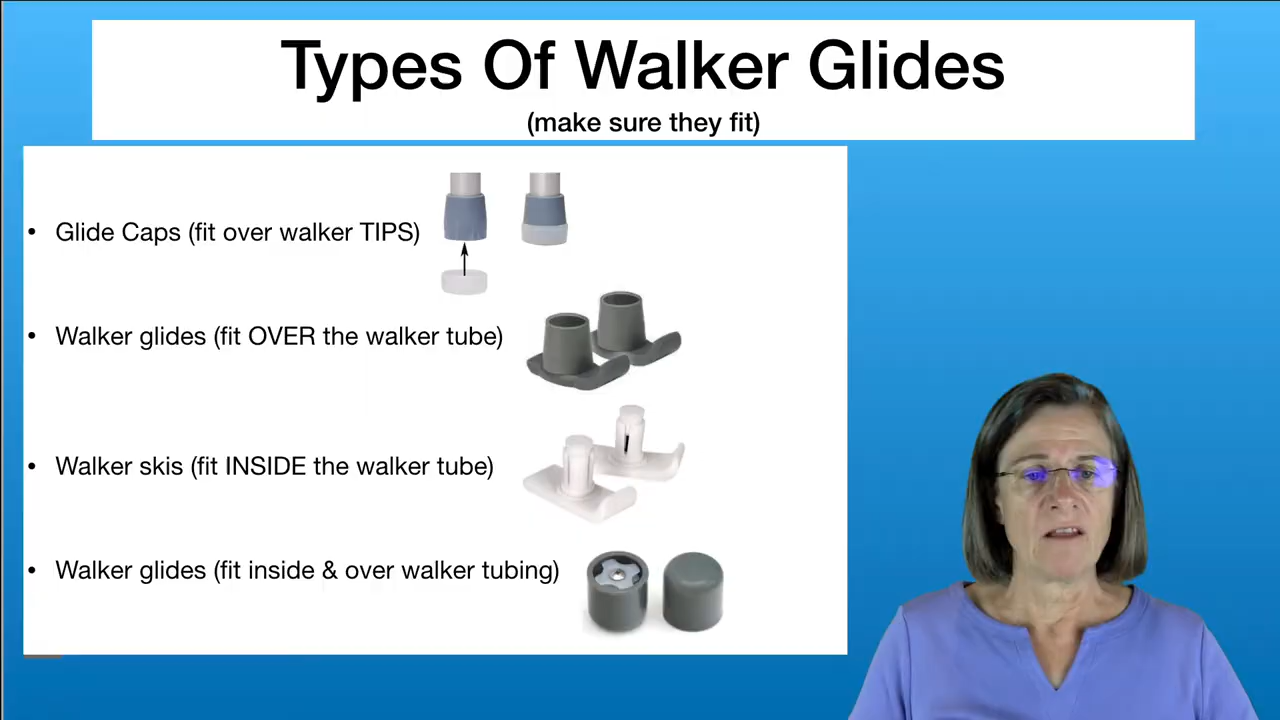 Types Of Walker Glides
(make sure they fit)
• Glide Caps (fit over walker TIPS)
• Walker glides (fit OVER the walker tube)
• Walker skis (fit INSIDE the walker tube)
• Walker glides (fit inside & over walker tubing)